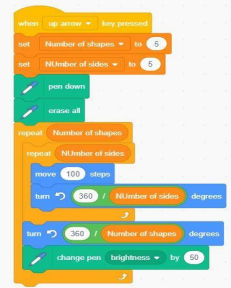 when up arrow key pressed
set Number of shapes to 5
set NUmber of sides to 5
pen down
erase all
repeat Number of shapes
repeat NUmber of sides
move 100 steps
turn 360 / NUmber of sides degrees
turn 360 / Number of shapes degrees
change pen brightness by 50